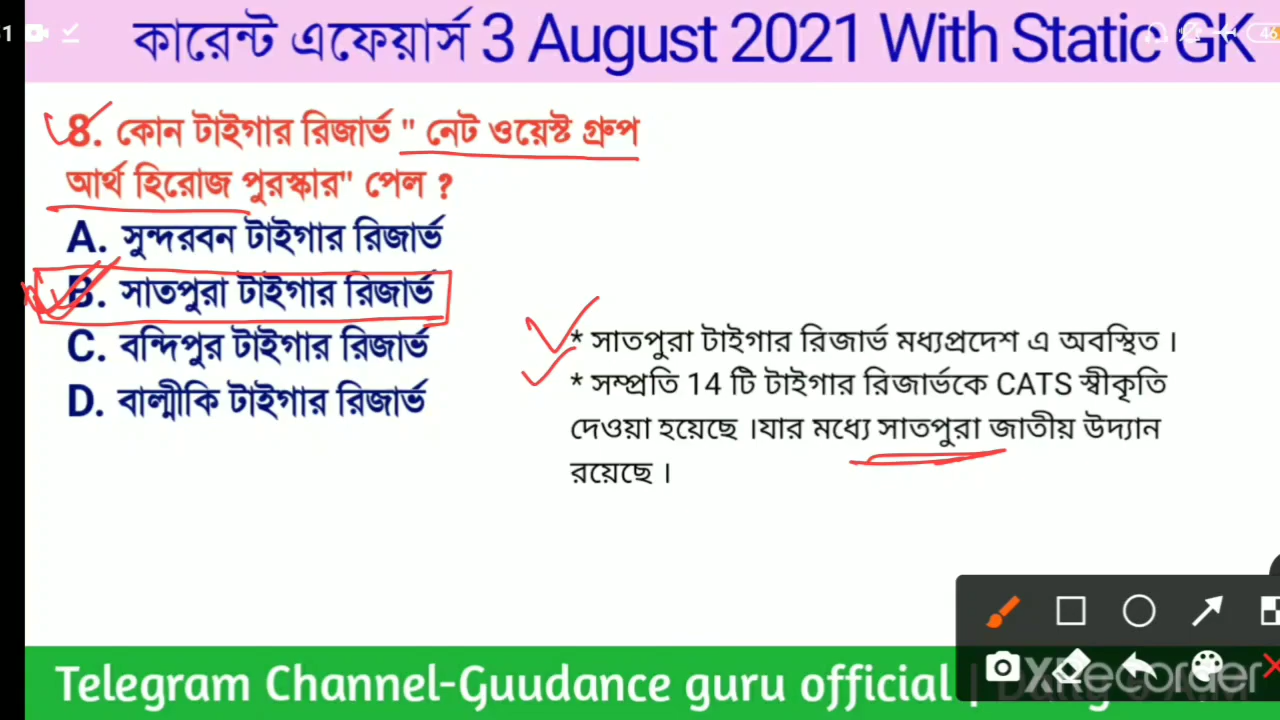 কারেন্ট এফেয়ার্স 3 August 2021 With Static GK
8. কোন টাইগার রিজার্ভ " নেট ওয়েস্ট গ্রুপ
আর্থ হিরোজ পুরস্কার" পেল ?
A. সুন্দরবন টাইগার রিজার্ভ
B. সাতপুরা টাইগার রিজার্ভ
C. বন্দিপুর টাইগার রিজার্ভ
D. বাল্মীকি টাইগার রিজার্ভ
* সাতপুরা টাইগার রিজার্ভ মধ্যপ্রদেশ এ অবস্থিত ।
* সম্প্রতি 14 টি টাইগার রিজার্ভকে CATS স্বীকৃতি
দেওয়া হয়েছে ।যার মধ্যে সাতপুরা জাতীয় উদ্যান
রয়েছে ।
Telegram Channel-Guudance guru official |
XRecorder